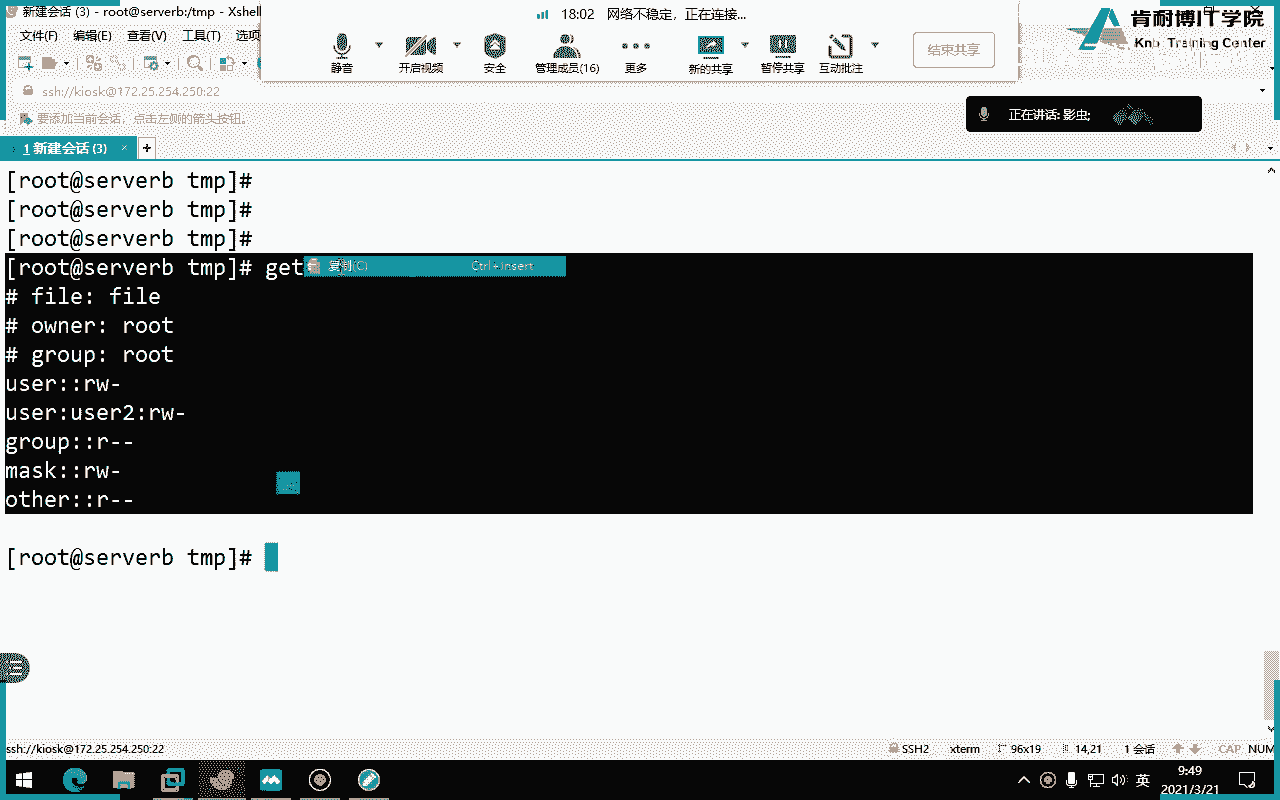 新建会话 (3) - root@serverb:/tmp - Xshell
18:02 网络不稳定，正在连接...
肯耐博IT学院
Knb Training Center
文件(F) 编辑(E) 查看(V) 工具(T) 选项
静音 开启视频 安全 管理成员(16) 更多 新的共享 暂停共享 互动批注 结束共享
ssh://kiosk@172.25.254.250:22
正在讲话: 影虫;
要添加当前会话，点击左侧的箭头按钮。
1 新建会话 (3) × +
[root@serverb tmp]#
[root@serverb tmp]#
[root@serverb tmp]#
[root@serverb tmp]# get
复制(C) Ctrl+Insert
# file: file
# owner: root
# group: root
user::rw-
user:user2:rw-
group::r--
mask::rw-
other::r--
[root@serverb tmp]#
ssh://kiosk@172.25.254.250:22 SSH2 xterm 96x19 14,21 1 会话 CAP NUM
英 9:49
2021/3/21